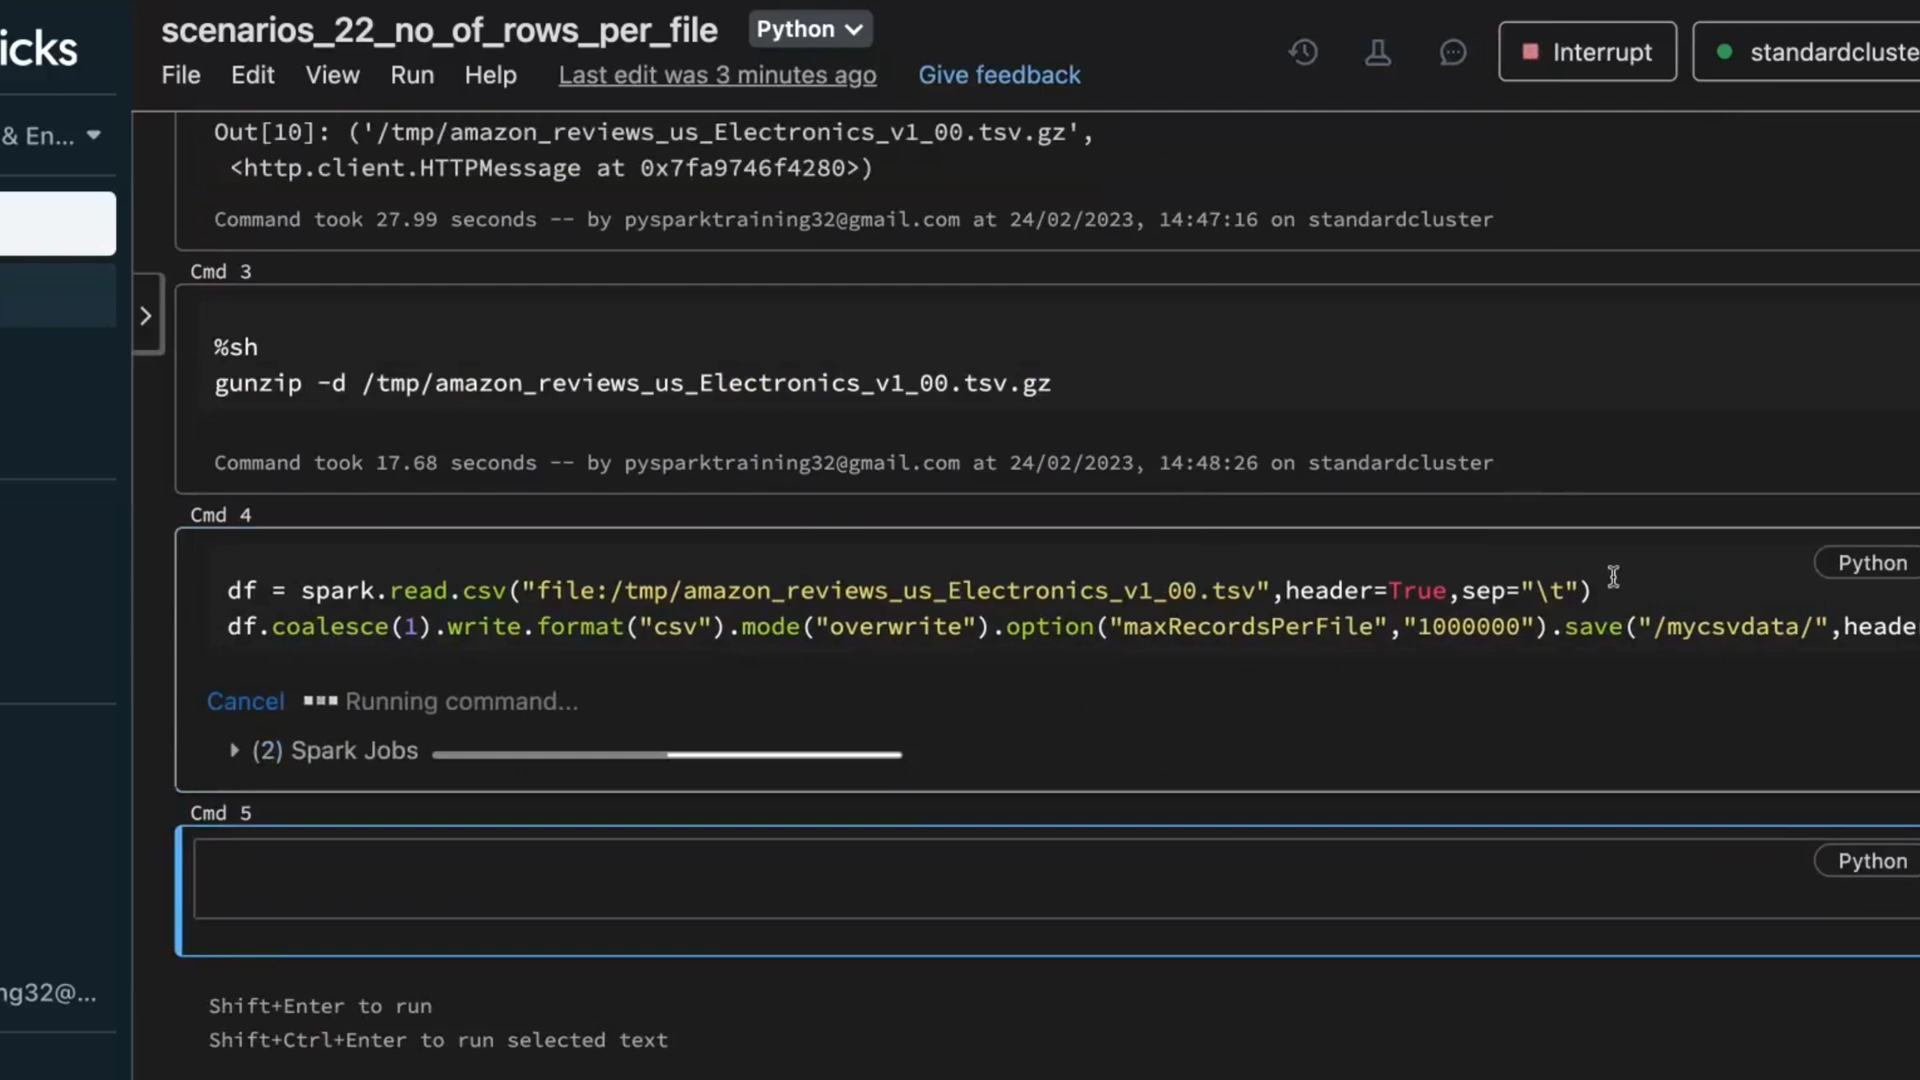 icks
scenarios_22_no_of_rows_per_file
Python
File Edit View Run Help Last edit was 3 minutes ago Give feedback
Interrupt
standardcluste
& En...
Out[10]: ('/tmp/amazon_reviews_us_Electronics_v1_00.tsv.gz',
<http.client.HTTPMessage at 0x7fa9746f4280>)
Command took 27.99 seconds -- by pysparktraining32@gmail.com at 24/02/2023, 14:47:16 on standardcluster
Cmd 3
%sh
gunzip -d /tmp/amazon_reviews_us_Electronics_v1_00.tsv.gz
Command took 17.68 seconds -- by pysparktraining32@gmail.com at 24/02/2023, 14:48:26 on standardcluster
Cmd 4
Python
df = spark.read.csv("file:/tmp/amazon_reviews_us_Electronics_v1_00.tsv",header=True,sep="\t")
df.coalesce(1).write.format("csv").mode("overwrite").option("maxRecordsPerFile","1000000").save("/mycsvdata/",heade
Cancel Running command...
(2) Spark Jobs
Cmd 5
Python
ng32@...
Shift+Enter to run
Shift+Ctrl+Enter to run selected text